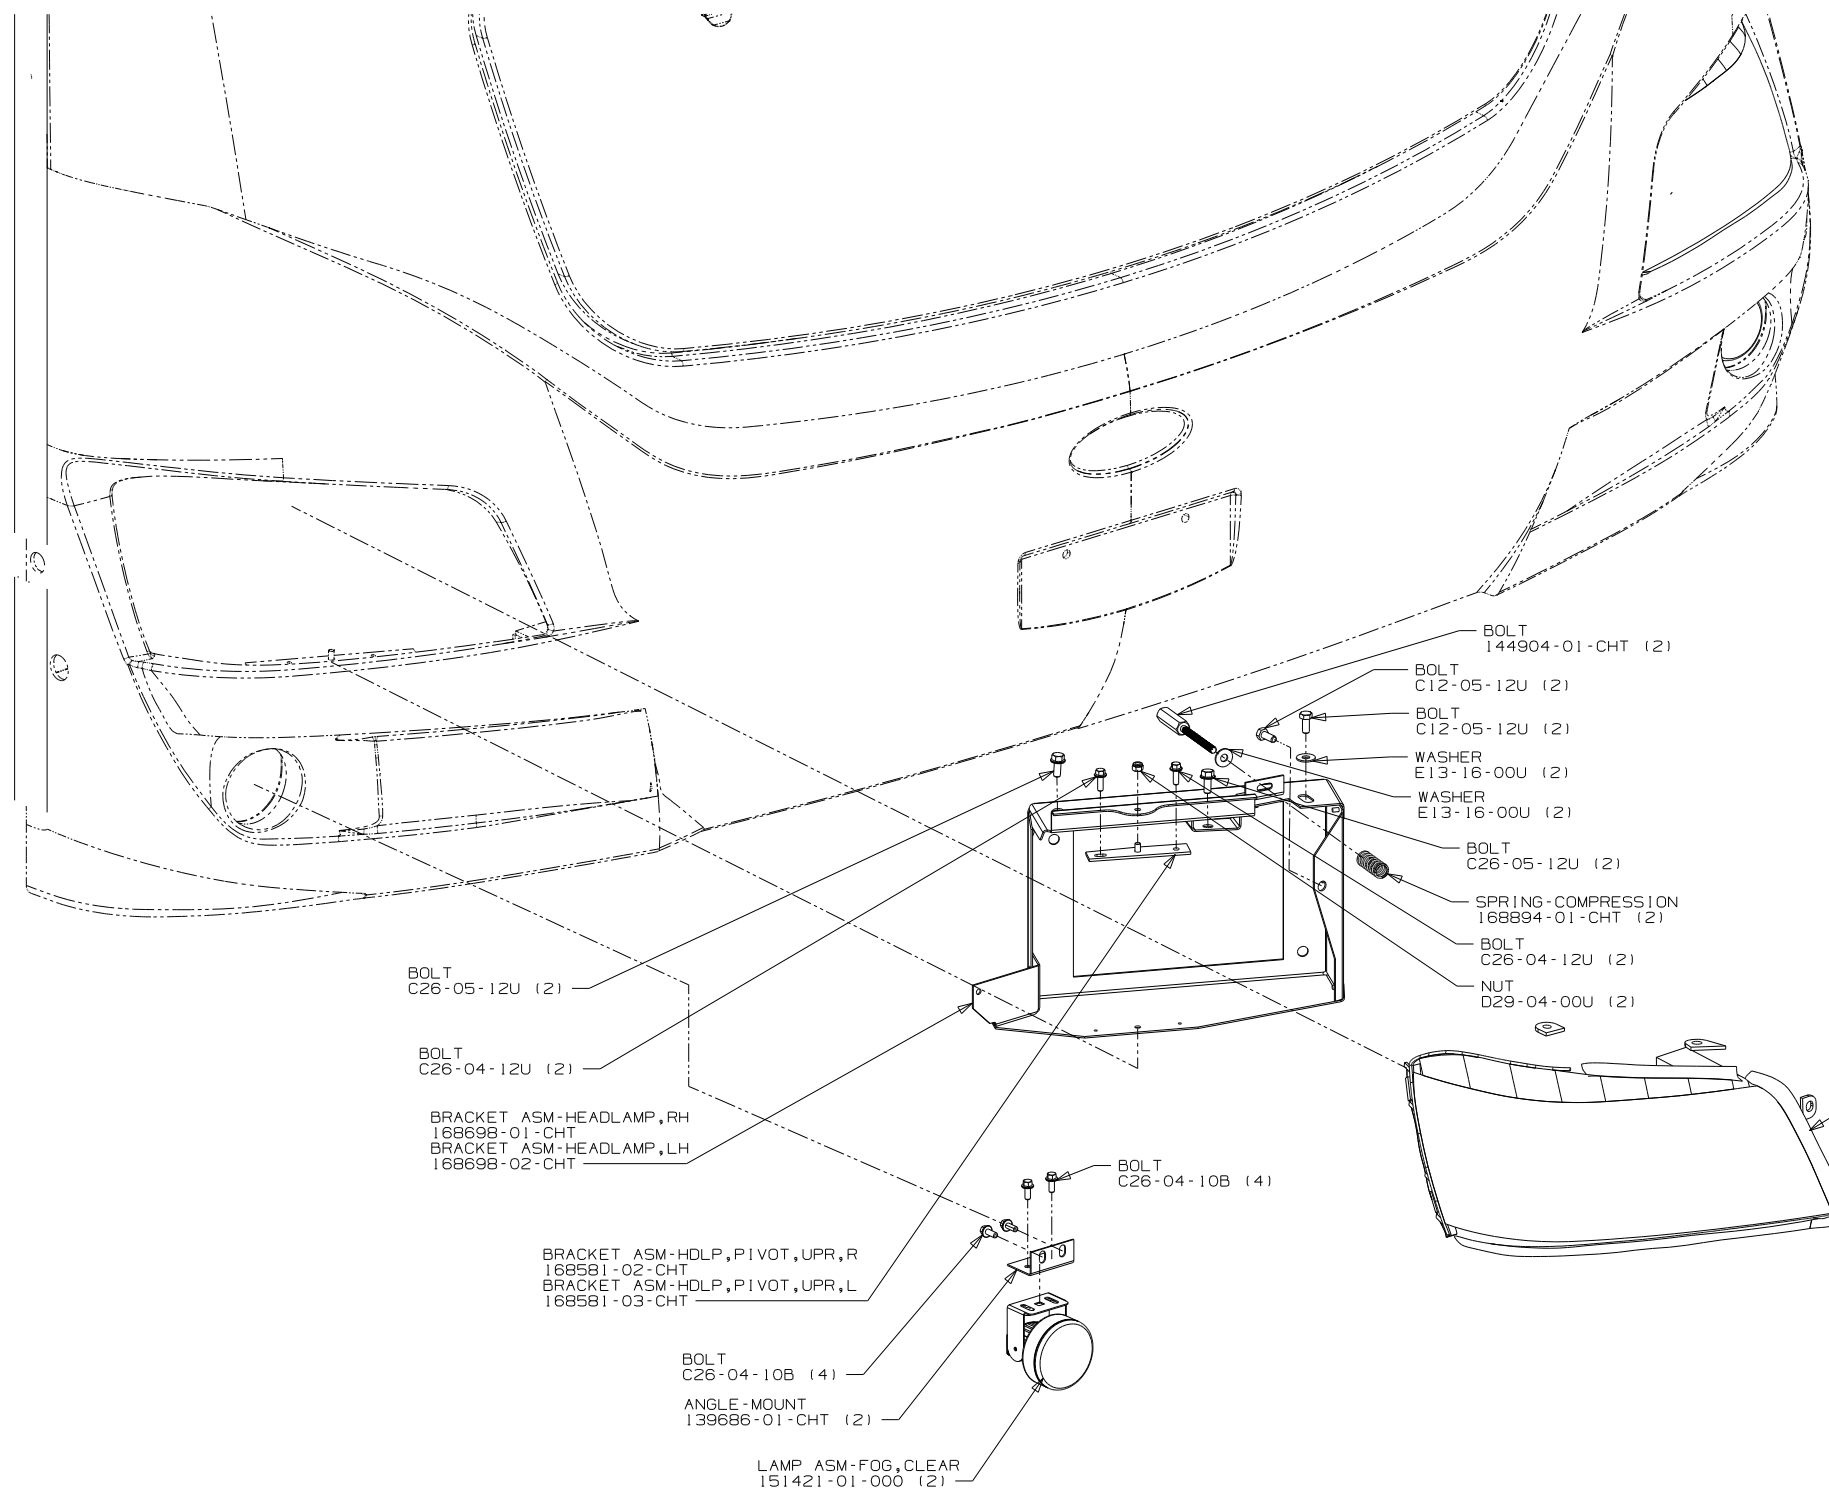 BOLT
144904-01-CHT (2)
BOLT
C12-05-12U (2)
BOLT
C12-05-12U (2)
WASHER
E13-16-00U (2)
WASHER
E13-16-00U (2)
BOLT
C26-05-12U (2)
SPRING-COMPRESSION
168894-01-CHT (2)
BOLT
C26-04-12U (2)
NUT
D29-04-00U (2)
BOLT
C26-05-12U (2)
BOLT
C26-04-12U (2)
BRACKET ASM-HEADLAMP,RH
168698-01-CHT
BRACKET ASM-HEADLAMP,LH
168698-02-CHT
BOLT
C26-04-10B (4)
BRACKET ASM-HDLP,PIVOT,UPR,R
168581-02-CHT
BRACKET ASM-HDLP,PIVOT,UPR,L
168581-03-CHT
BOLT
C26-04-10B (4)
ANGLE-MOUNT
139686-01-CHT (2)
LAMP ASM-FOG,CLEAR
151421-01-000 (2)